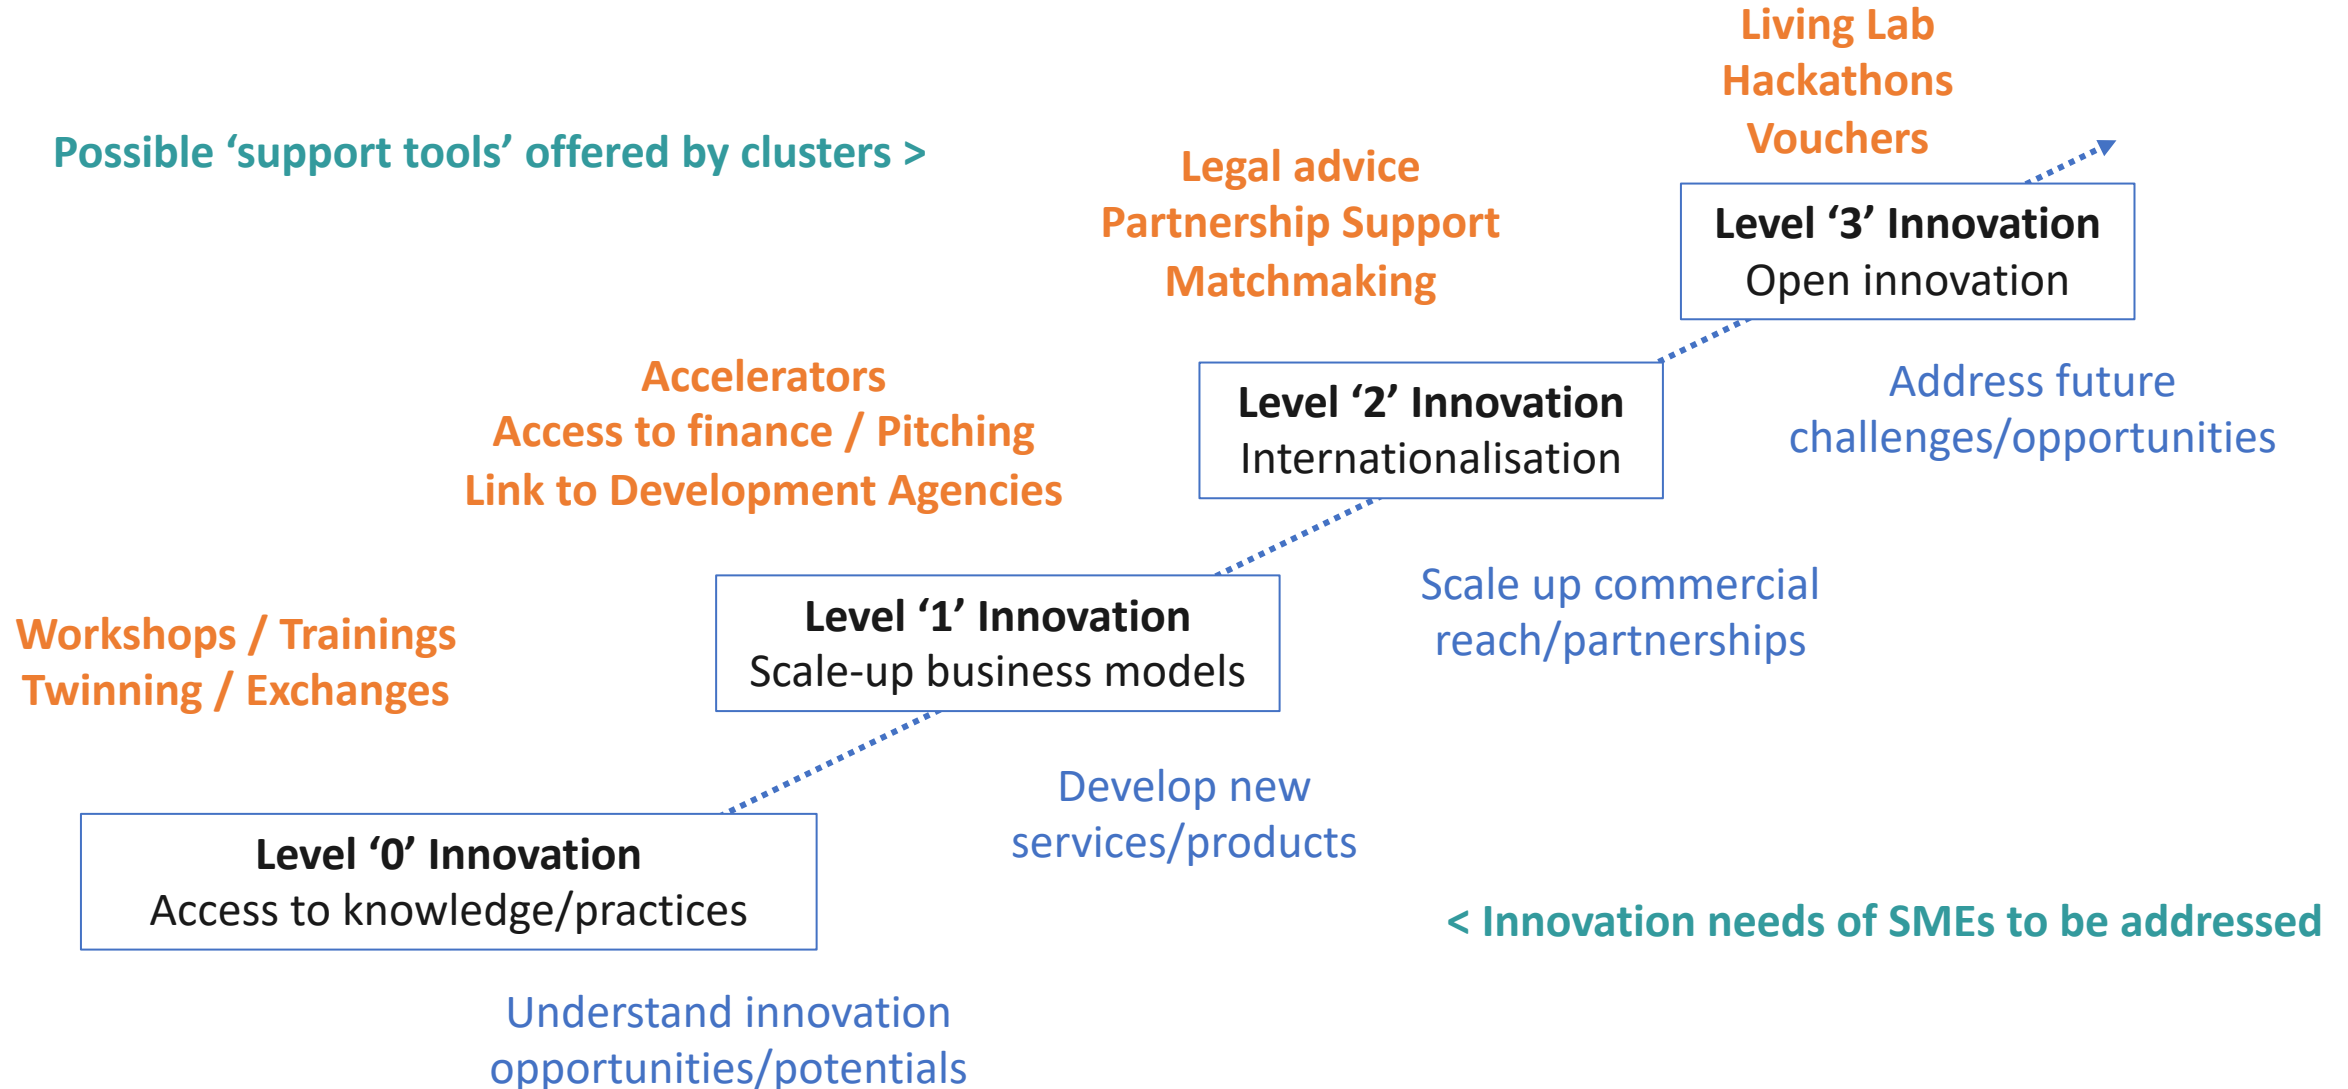 Living Lab
Hackathons
Vouchers
Possible ‘support tools’ offered by clusters >
Legal advice
Partnership Support
Matchmaking
Level ‘3’ Innovation
Open innovation
Accelerators
Access to finance / Pitching
Link to Development Agencies
Level ‘2’ Innovation
Internationalisation
Address future
challenges/opportunities
Workshops / Trainings
Twinning / Exchanges
Level ‘1’ Innovation
Scale-up business models
Scale up commercial
reach/partnerships
Develop new
services/products
Level ‘0’ Innovation
Access to knowledge/practices
< Innovation needs of SMEs to be addressed
Understand innovation
opportunities/potentials